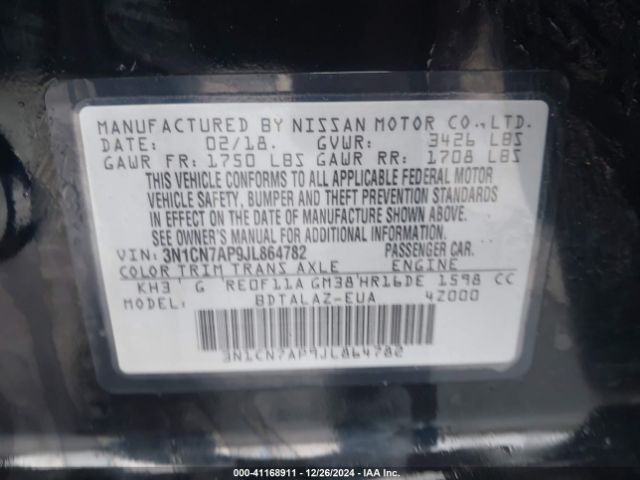 MANUFACTURED BY NISSAN MOTOR CO., LTD.
DATE: 02/18. GVWR: 3426 LBS
GAWR FR: 1750 LBS GAWR RR: 1708 LBS
THIS VEHICLE CONFORMS TO ALL APPLICABLE FEDERAL MOTOR
VEHICLE SAFETY, BUMPER AND THEFT PREVENTION STANDARDS
IN EFFECT ON THE DATE OF MANUFACTURE SHOWN ABOVE.
SEE OWNER'S MANUAL FOR ADDITIONAL INFORMATION.
VIN: 3N1CN7AP9JL864782 PASSENGER CAR.
COLOR TRIM TRANS AXLE ENGINE
KH3 G RE0F11A GM38 HR16DE 1598 CC
MODEL: BDTALAZ-EUA 4Z000
3N1CN7AP9JL864782
000-41168911 - 12/26/2024 - IAA Inc.